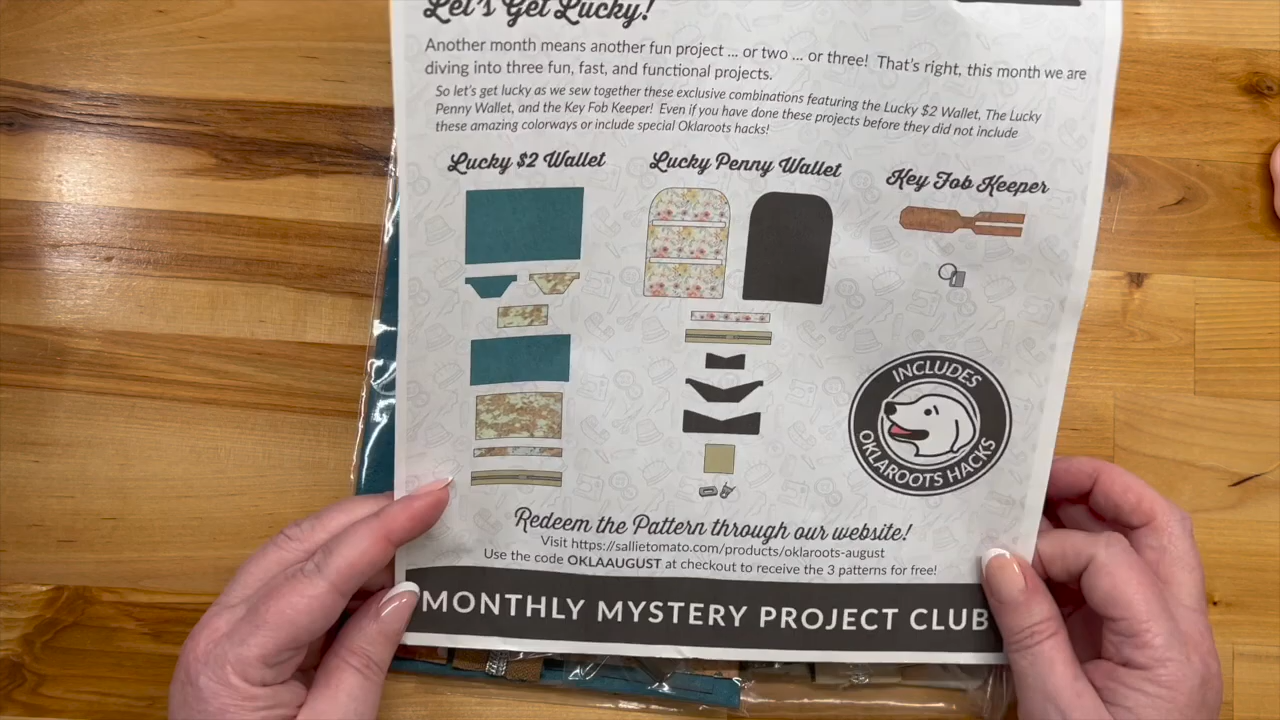 Let's Get Lucky!
Another month means another fun project ... or two ... or three! That's right, this month we are
diving into three fun, fast, and functional projects.
So let's get lucky as we sew together these exclusive combinations featuring the Lucky $2 Wallet, The Lucky
Penny Wallet, and the Key Fob Keeper! Even if you have done these projects before they did not include
these amazing colorways or include special Oklaroots hacks!
Lucky $2 Wallet
Lucky Penny Wallet
Key Fob Keeper
INCLUDES
OKLAROOTS HACKS
Redeem the Pattern through our website!
Visit https://sallietomato.com/products/oklaroots-august
Use the code OKLAAUGUST at checkout to receive the 3 patterns for free!
MONTHLY MYSTERY PROJECT CLUB